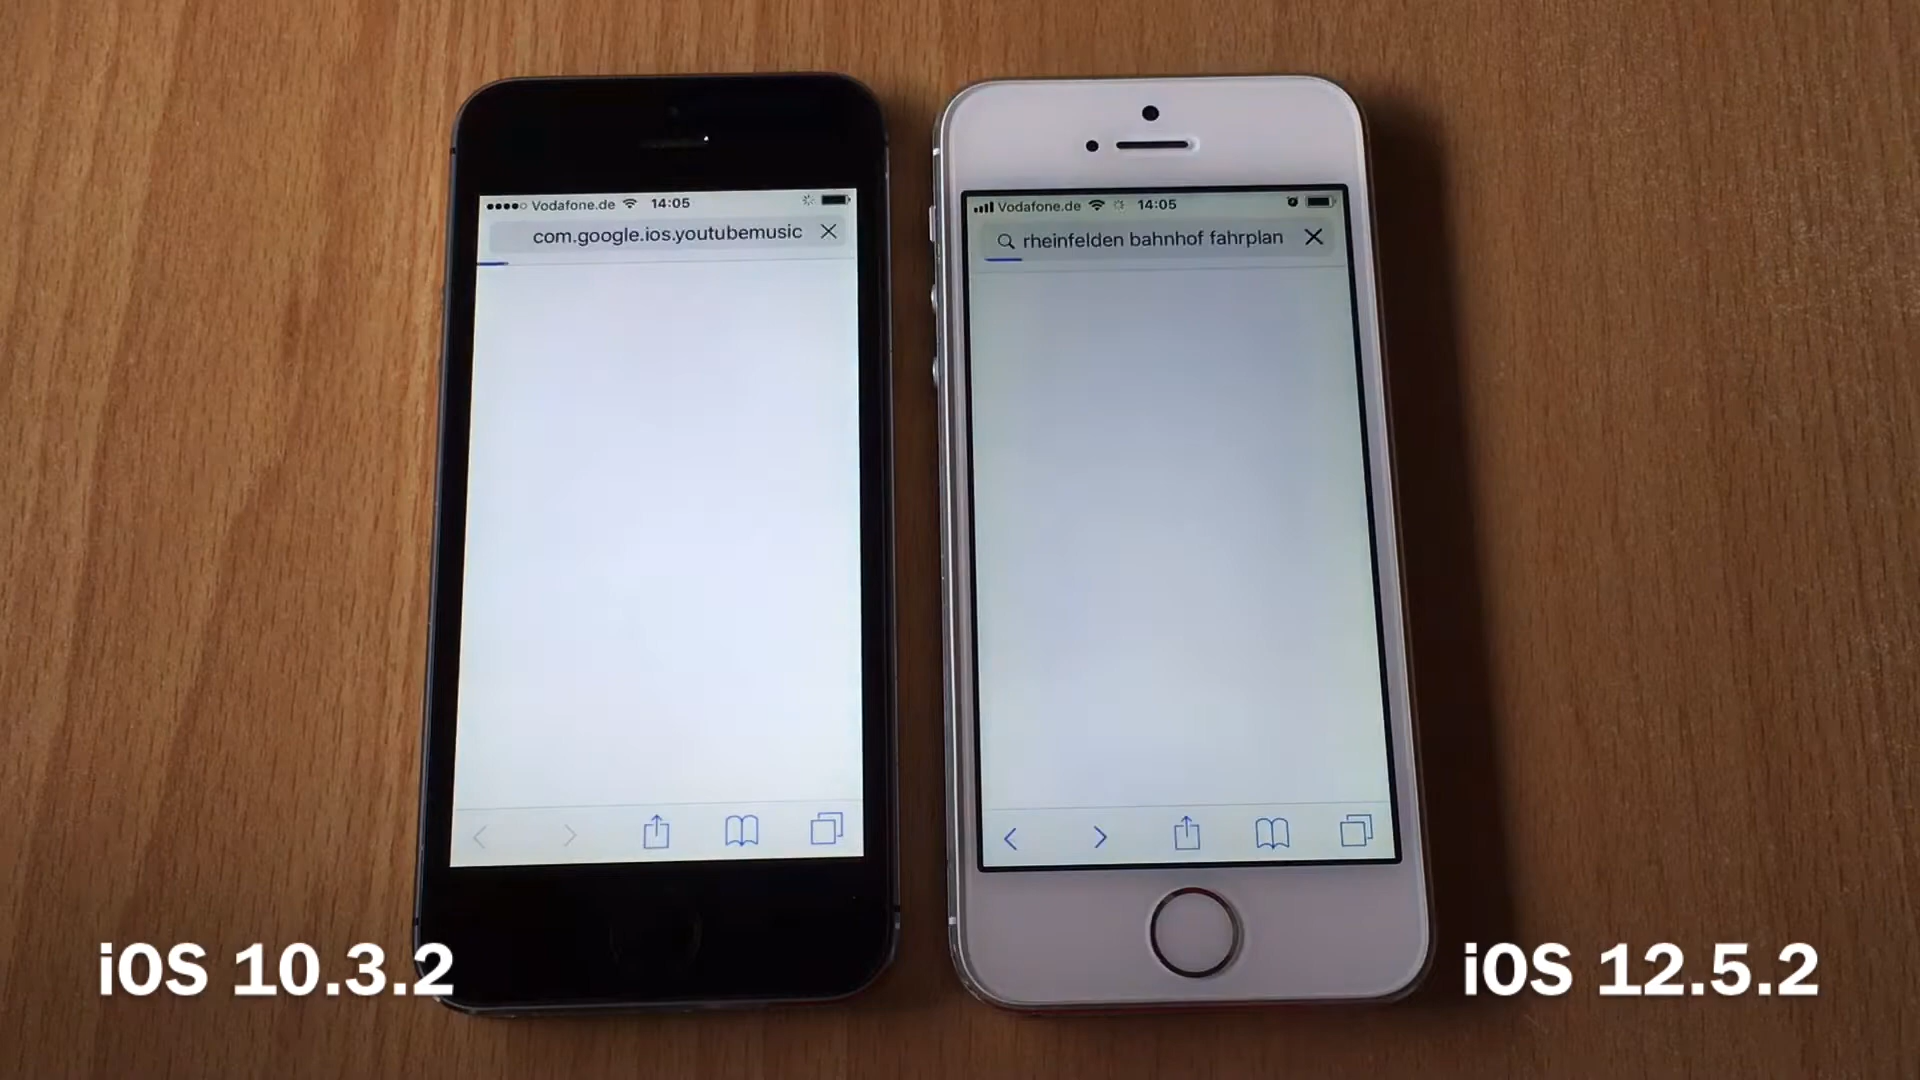 Vodafone.de 14:05
com.google.ios.youtubemusic
Vodafone.de 14:05
rheinfelden bahnhof fahrplan
iOS 10.3.2
iOS 12.5.2